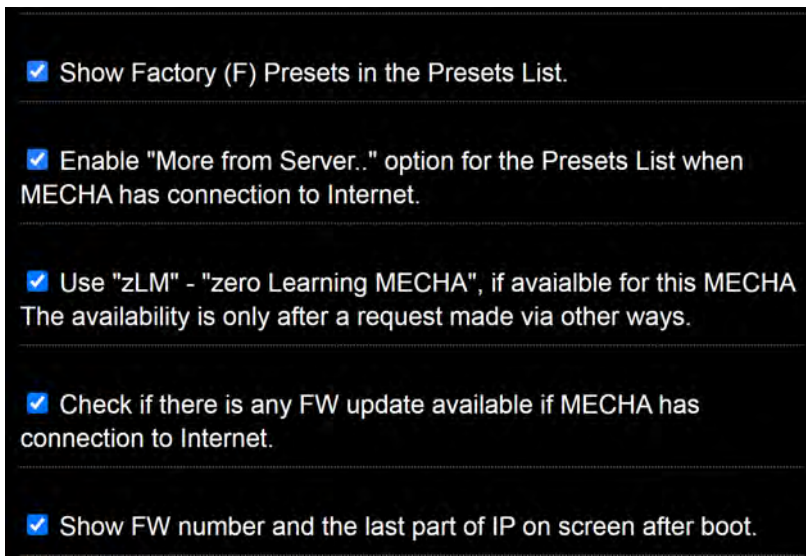 Show Factory (F) Presets in the Presets List.
Enable "More from Server.." option for the Presets List when
MECHA has connection to Internet.
Use "zLM" - "zero Learning MECHA", if avaialble for this MECHA
The availability is only after a request made via other ways.
Check if there is any FW update available if MECHA has
connection to Internet.
Show FW number and the last part of IP on screen after boot.